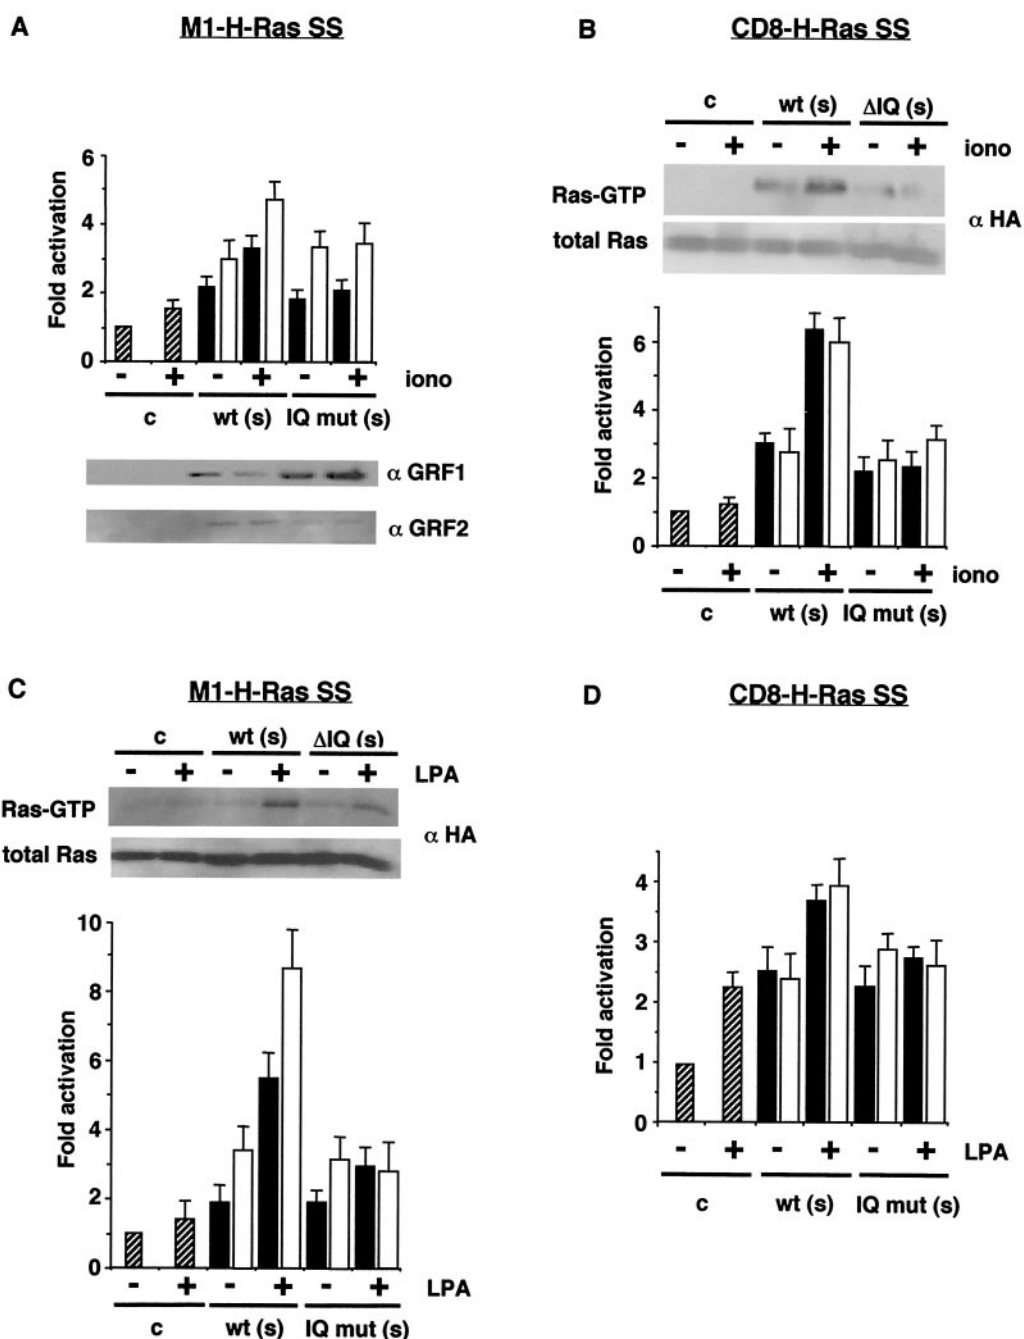 A
M1-H-Ras SS
Fold activation
6
4
2
0
- + - + - + iono
c wt (s) IQ mut (s)
α GRF1
α GRF2
B
CD8-H-Ras SS
c wt (s) ΔIQ (s)
- + - + - + iono
Ras-GTP
α HA
total Ras
Fold activation
6
4
2
0
- + - + - + iono
c wt (s) IQ mut (s)
C
M1-H-Ras SS
c wt (s) ΔIQ (s)
- + - + - + LPA
Ras-GTP
α HA
total Ras
Fold activation
10
8
6
4
2
0
- + - + - + LPA
c wt (s) IQ mut (s)
D
CD8-H-Ras SS
Fold activation
4
3
2
1
0
- + - + - + LPA
c wt (s) IQ mut (s)